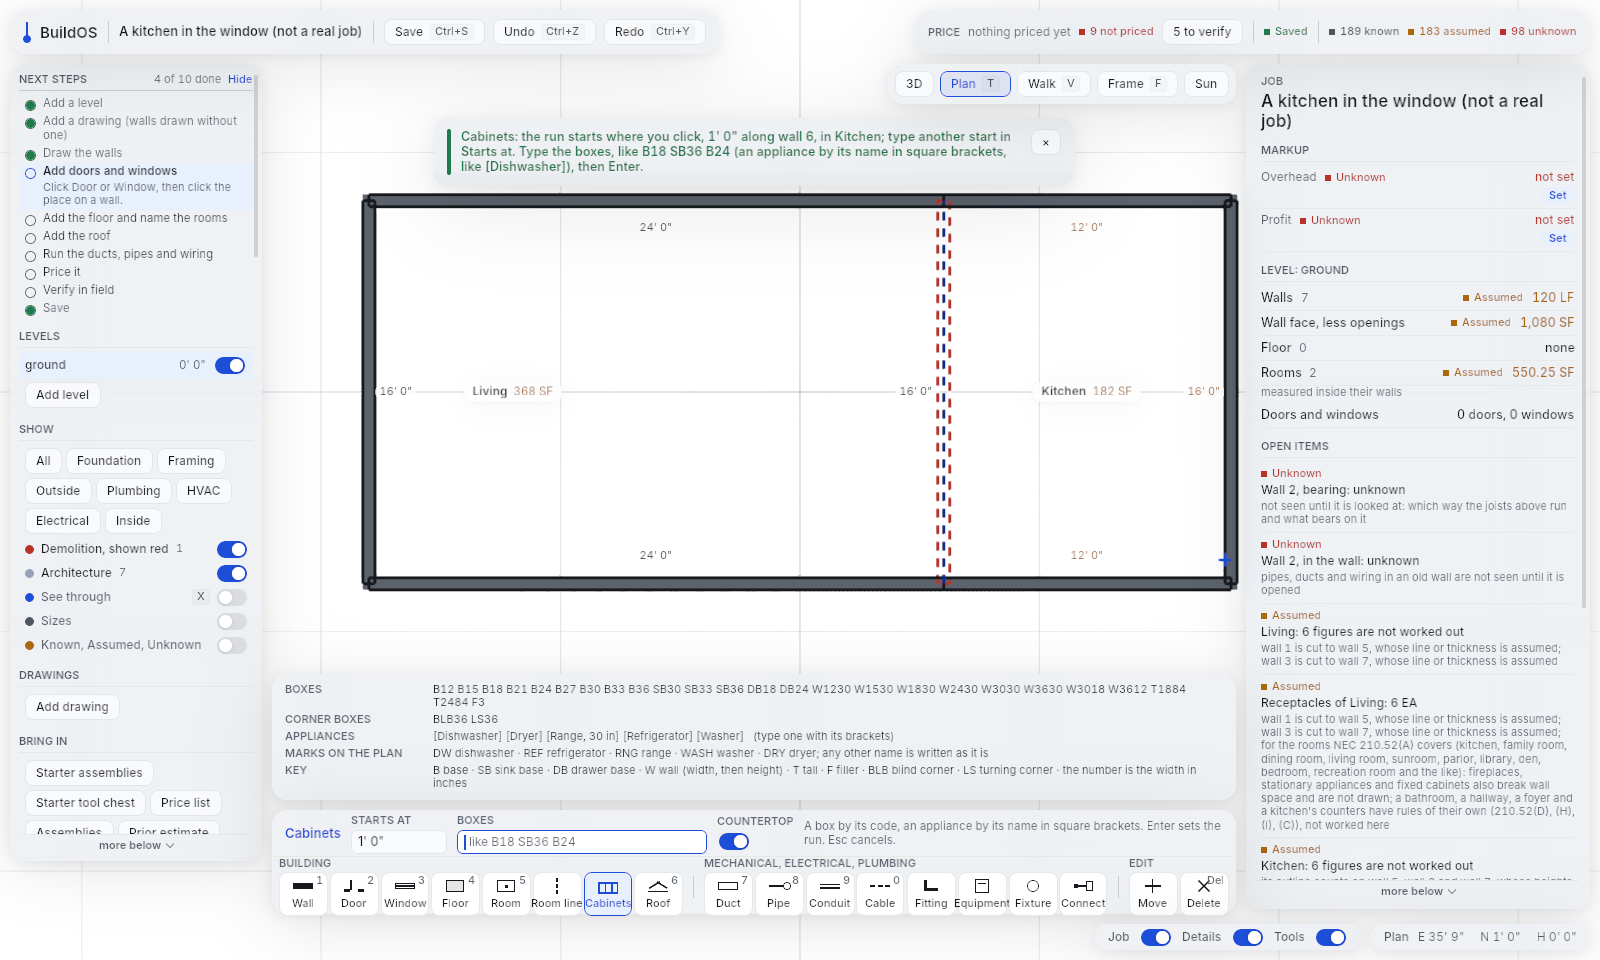 BuildOS
A kitchen in the window (not a real job)
Save Ctrl+S
Undo Ctrl+Z
Redo Ctrl+Y
PRICE nothing priced yet 9 not priced 5 to verify Saved 189 known 183 assumed 98 unknown
3D Plan T Walk V Frame F Sun
NEXT STEPS 4 of 10 done Hide
Add a level
Add a drawing (walls drawn without
one)
Draw the walls
Add doors and windows
Click Door or Window, then click the
place on a wall.
Add the floor and name the rooms
Add the roof
Run the ducts, pipes and wiring
Price it
Verify in field
Save
LEVELS
ground 0' 0"
Add level
SHOW
All Foundation Framing
Outside Plumbing HVAC
Electrical Inside
Demolition, shown red 1
Architecture 7
See through X
Sizes
Known, Assumed, Unknown
DRAWINGS
Add drawing
BRING IN
Starter assemblies
Starter tool chest Price list
Assemblies Prior estimate
more below
Cabinets: the run starts where you click, 1' 0" along wall 6, in Kitchen; type another start in
Starts at. Type the boxes, like B18 SB36 B24 (an appliance by its name in square brackets,
like [Dishwasher]), then Enter.
×
24' 0" 12' 0"
16' 0" Living 368 SF 16' 0" Kitchen 182 SF 16' 0"
24' 0" 12' 0"
BOXES B12 B15 B18 B21 B24 B27 B30 B33 B36 SB30 SB33 SB36 DB18 DB24 W1230 W1530 W1830 W2430 W3030 W3630 W3018 W3612 T1884
T2484 F3
CORNER BOXES BLB36 LS36
APPLIANCES [Dishwasher] [Dryer] [Range, 30 in] [Refrigerator] [Washer] (type one with its brackets)
MARKS ON THE PLAN DW dishwasher · REF refrigerator · RNG range · WASH washer · DRY dryer; any other name is written as it is
KEY B base · SB sink base · DB drawer base · W wall (width, then height) · T tall · F filler · BLB blind corner · LS turning corner · the number is the width in
inches
Cabinets
STARTS AT
1' 0"
BOXES
like B18 SB36 B24
COUNTERTOP
A box by its code, an appliance by its name in square brackets. Enter sets the
run. Esc cancels.
BUILDING
Wall 1
Door 2
Window 3
Floor 4
Room 5
Room line
Cabinets
Roof 6
MECHANICAL, ELECTRICAL, PLUMBING
Duct 7
Pipe 8
Conduit 9
Cable 0
Fitting
Equipment
Fixture
Connect
EDIT
Move
Delete Del
JOB
A kitchen in the window (not a real
job)
MARKUP
Overhead Unknown not set
Set
Profit Unknown not set
Set
LEVEL: GROUND
Walls 7 Assumed 120 LF
Wall face, less openings Assumed 1,080 SF
Floor 0 none
Rooms 2 Assumed 550.25 SF
measured inside their walls
Doors and windows 0 doors, 0 windows
OPEN ITEMS
Unknown
Wall 2, bearing: unknown
not seen until it is looked at: which way the joists above run
and what bears on it
Unknown
Wall 2, in the wall: unknown
pipes, ducts and wiring in an old wall are not seen until it is
opened
Assumed
Living: 6 figures are not worked out
wall 1 is cut to wall 5, whose line or thickness is assumed;
wall 3 is cut to wall 7, whose line or thickness is assumed
Assumed
Receptacles of Living: 6 EA
wall 1 is cut to wall 5, whose line or thickness is assumed;
wall 3 is cut to wall 7, whose line or thickness is assumed;
for the rooms NEC 210.52(A) covers (kitchen, family room,
dining room, living room, sunroom, parlor, library, den,
bedroom, recreation room and the like): fireplaces,
stationary appliances and fixed cabinets also break wall
space and are not drawn; a bathroom, a hallway, a foyer and
a kitchen's counters have rules of their own (210.52(D), (H),
(I), (C)), not worked here
Assumed
Kitchen: 6 figures are not worked out
more below
Job Details Tools
Plan E 35' 9" N 1' 0" H 0' 0"